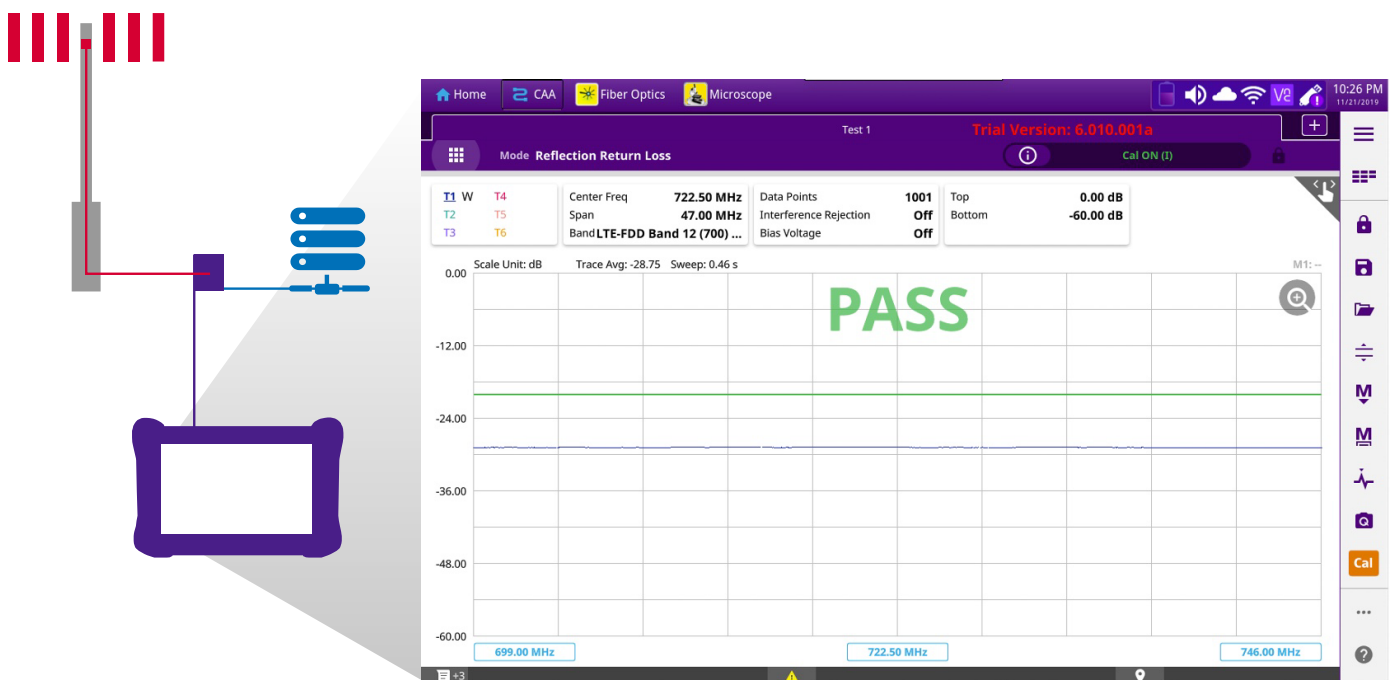 Home CAA Fiber Optics Microscope 10:26 PM
11/21/2019
Test 1 Trial Version: 6.010.001a
Mode Reflection Return Loss Cal ON (I)
T1 W T4
T2 T5
T3 T6
Center Freq 722.50 MHz
Span 47.00 MHz
Band LTE-FDD Band 12 (700) ...
Data Points 1001
Interference Rejection Off
Bias Voltage Off
Top 0.00 dB
Bottom -60.00 dB
Scale Unit: dB Trace Avg: -28.75 Sweep: 0.46 s M1: --
PASS
0.00
-12.00
-24.00
-36.00
-48.00
-60.00
699.00 MHz 722.50 MHz 746.00 MHz
M
M
Cal
+3